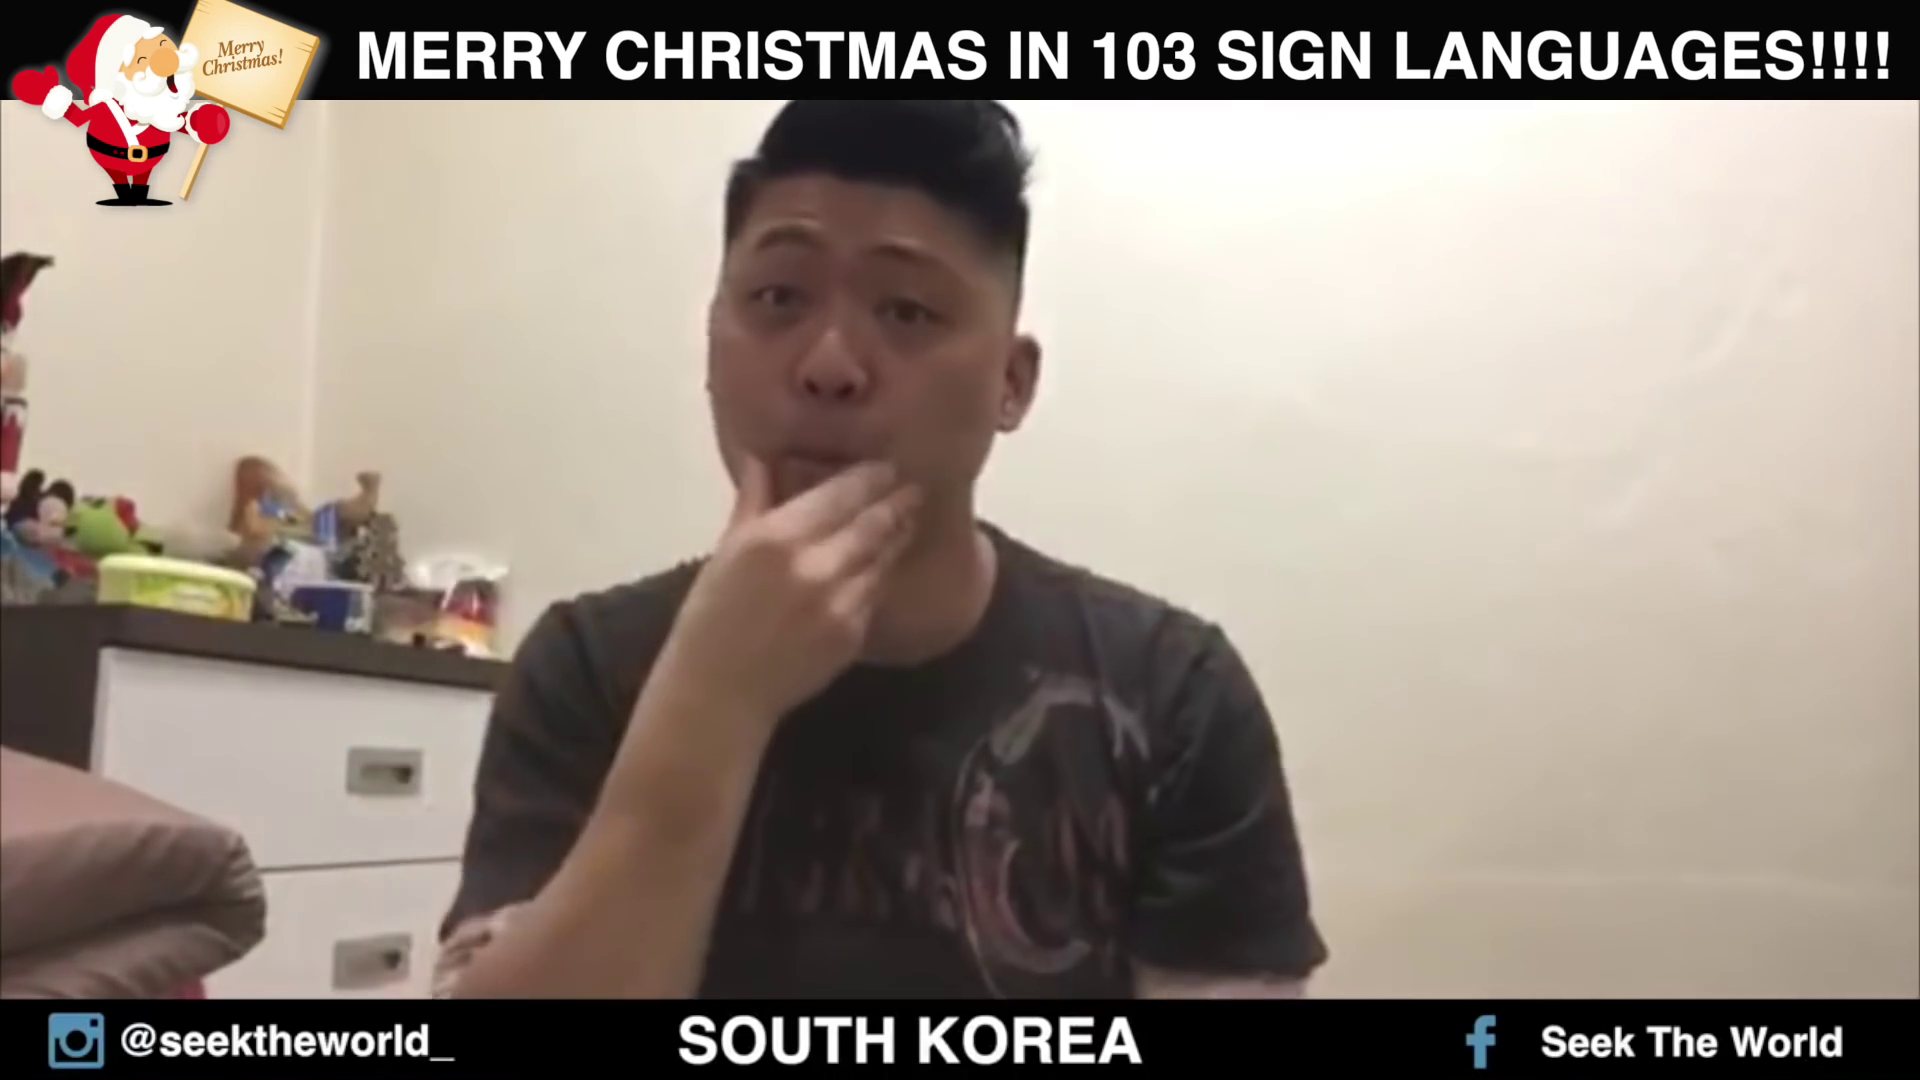 Merry
Christmas!
MERRY CHRISTMAS IN 103 SIGN LANGUAGES!!!!
@seektheworld_
SOUTH KOREA
Seek The World